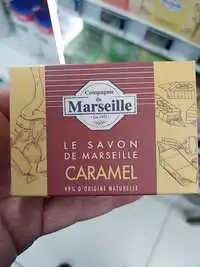 Compagnie
de
Marseille
LE SAVON
DE MARSEILLE
CARAMEL
99% D'ORIGINE NATURELLE